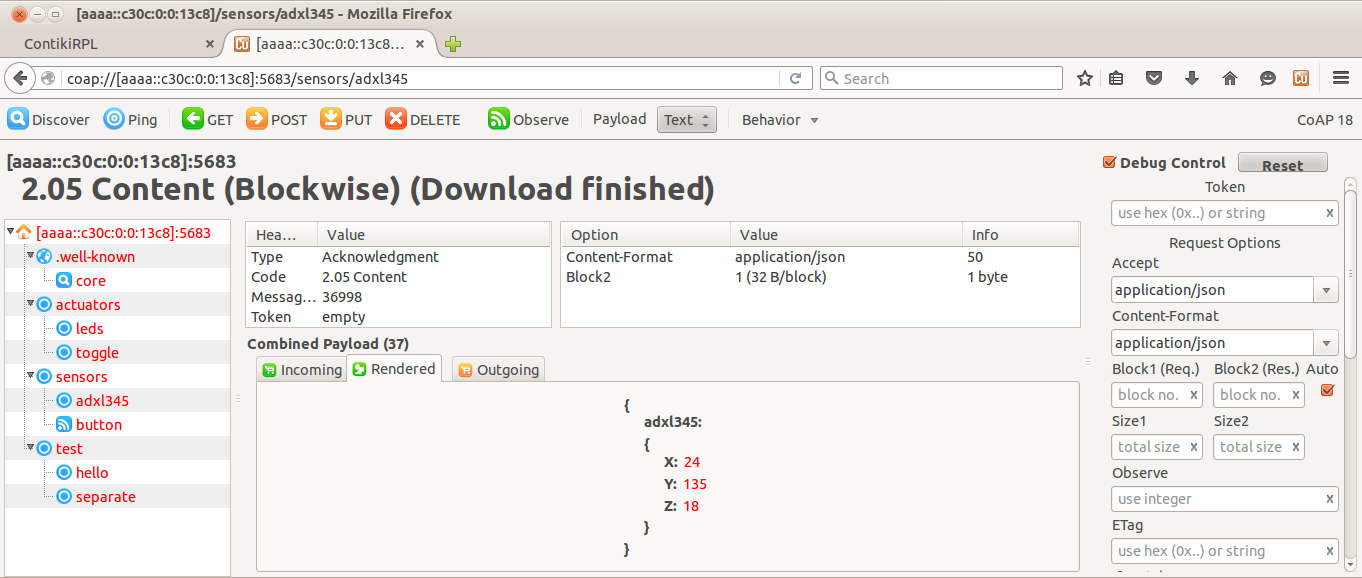 [aaaa::c30c:0:0:13c8]/sensors/adxl345 - Mozilla Firefox
ContikiRPL
[aaaa::c30c:0:0:13c8...
coap://[aaaa::c30c:0:0:13c8]:5683/sensors/adxl345
Search
Discover Ping GET POST PUT DELETE Observe Payload Text Behavior CoAP 18
[aaaa::c30c:0:0:13c8]:5683
2.05 Content (Blockwise) (Download finished)
[aaaa::c30c:0:0:13c8]:5683
.well-known
core
actuators
leds
toggle
sensors
adxl345
button
test
hello
separate
Hea... Value
Type Acknowledgment
Code 2.05 Content
Messag... 36998
Token empty
Option Value Info
Content-Format application/json 50
Block2 1 (32 B/block) 1 byte
Combined Payload (37)
Incoming Rendered Outgoing
{
adxl345:
{
X: 24
Y: 135
Z: 18
}
}
Debug Control Reset
Token
use hex (0x..) or string x
Request Options
Accept
application/json
Content-Format
application/json
Block1 (Req.) Block2 (Res.) Auto
block no. x block no. x
Size1 Size2
total size x total size x
Observe
use integer x
ETag
use hex (0x..) or string x